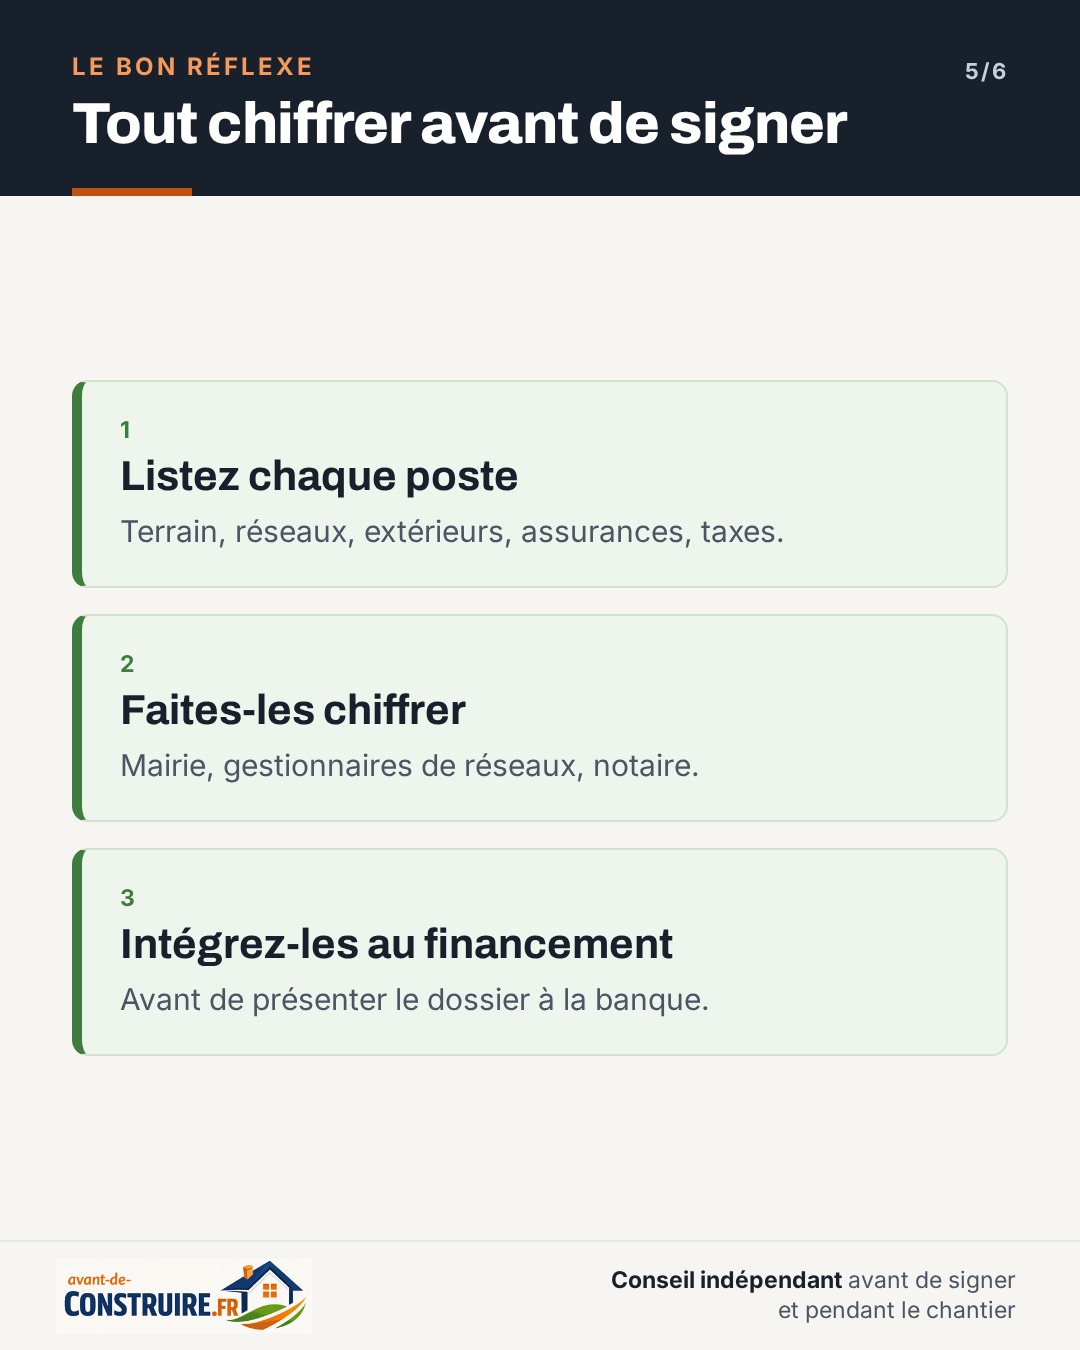 LE BON RÉFLEXE
5/6
Tout chiffrer avant de signer
1
Listez chaque poste
Terrain, réseaux, extérieurs, assurances, taxes.
2
Faites-les chiffrer
Mairie, gestionnaires de réseaux, notaire.
3
Intégrez-les au financement
Avant de présenter le dossier à la banque.
avant-de-
CONSTRUIRE.FR
Conseil indépendant avant de signer
et pendant le chantier